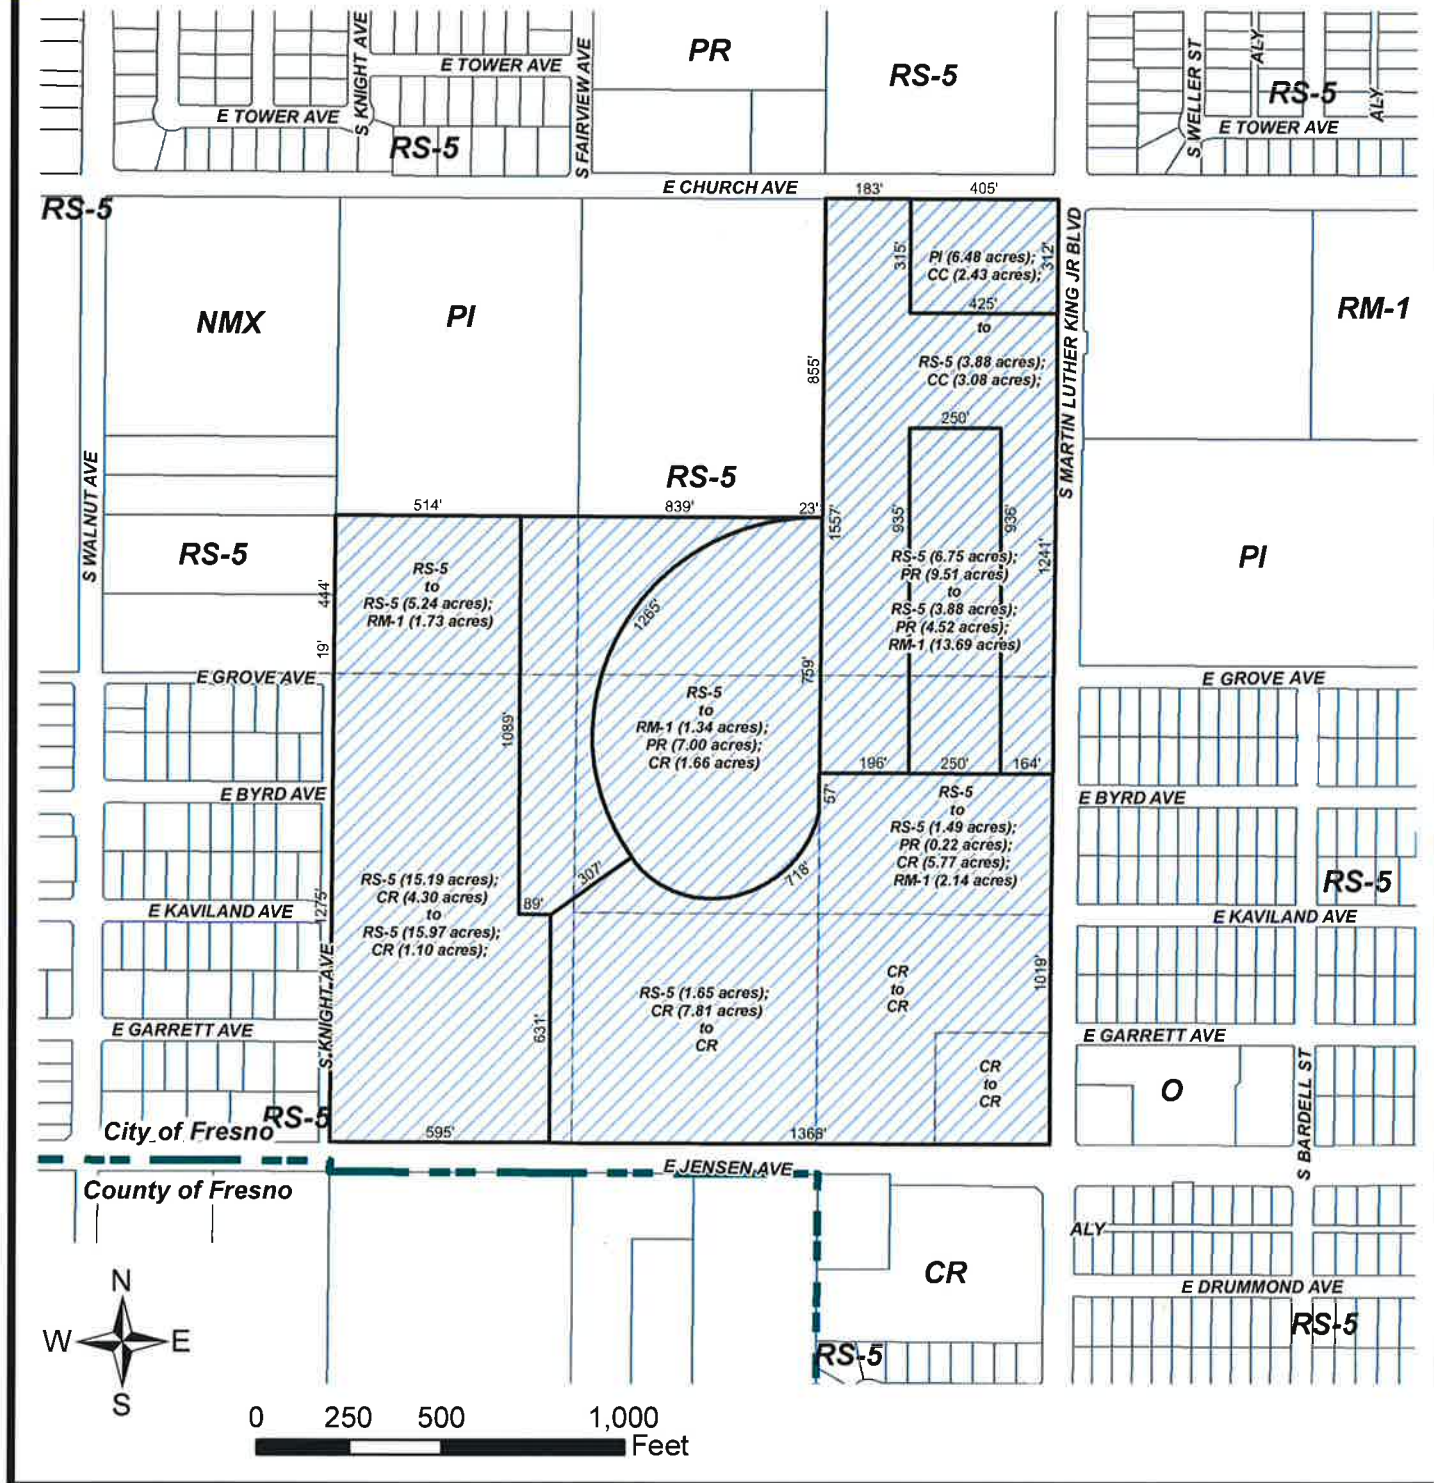 PR
RS-5
E TOWER AVE
S KNIGHT AVE
S FAIRVIEW AVE
E TOWER AVE
RS-5
S WELLER ST
ALY
RS-5
ALY
E TOWER AVE
E CHURCH AVE
183'
405'
RS-5
NMX
PI
315'
PI (6.48 acres);
CC (2.43 acres);
312'
425'
to
RS-5 (3.88 acres);
CC (3.08 acres);
S MARTIN LUTHER KING JR BLVD
RM-1
855'
250'
S WALNUT AVE
RS-5
514'
839'
23'
1557'
935'
936'
1241'
RS-5
444'
19'
RS-5
to
RS-5 (5.24 acres);
RM-1 (1.73 acres)
1265'
RS-5 (6.75 acres);
PR (9.51 acres)
to
RS-5 (3.88 acres);
PR (4.52 acres);
RM-1 (13.69 acres)
PI
E GROVE AVE
E GROVE AVE
1089'
759'
RS-5
to
RM-1 (1.34 acres);
PR (7.00 acres);
CR (1.66 acres)
196'
250'
164'
E BYRD AVE
57'
RS-5
to
RS-5 (1.49 acres);
PR (0.22 acres);
CR (5.77 acres);
RM-1 (2.14 acres)
E BYRD AVE
307'
718'
89'
RS-5 (15.19 acres);
CR (4.30 acres)
to
RS-5 (15.97 acres);
CR (1.10 acres);
1275'
E KAVILAND AVE
RS-5
E KAVILAND AVE
S KNIGHT AVE
631'
RS-5 (1.65 acres);
CR (7.81 acres)
to
CR
CR
to
CR
1019'
E GARRETT AVE
E GARRETT AVE
CR
to
CR
O
S BARDELL ST
RS-5
City of Fresno
595'
1368'
E JENSEN AVE
County of Fresno
ALY
CR
E DRUMMOND AVE
RS-5
RS-5
N
W
E
S
0 250 500 1,000
Feet